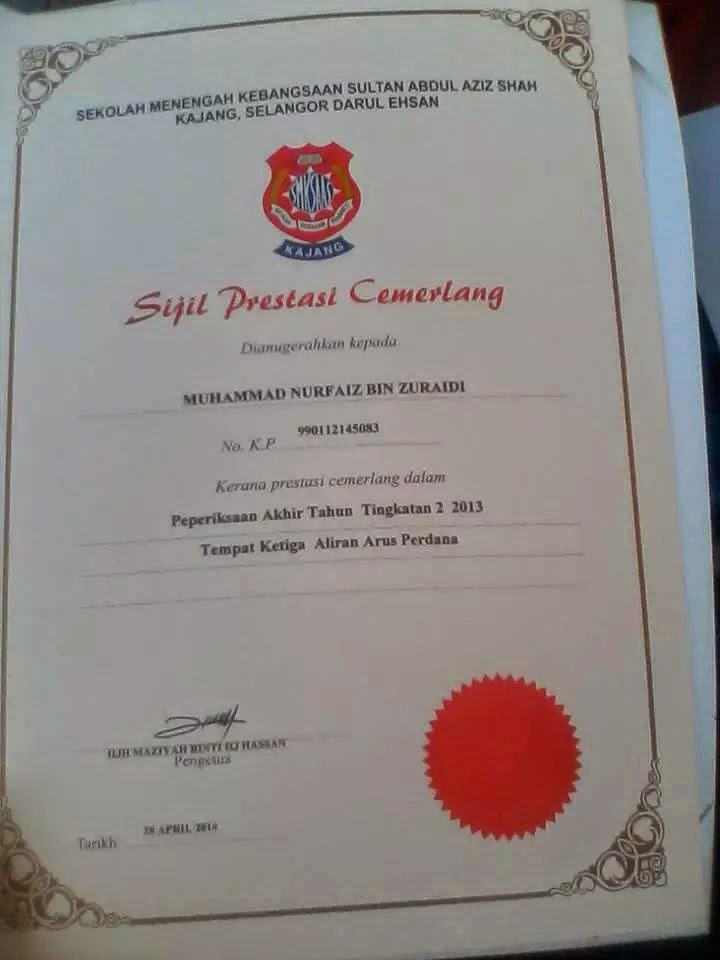 SEKOLAH MENENGAH KEBANGSAAN SULTAN ABDUL AZIZ SHAH
KAJANG, SELANGOR DARUL EHSAN
SMKSAAS
KAJANG
Sijil Prestasi Cemerlang
Dianugerahkan kepada
MUHAMMAD NURFAIZ BIN ZURAIDI
No. K.P. 990112145083
Kerana prestasi cemerlang dalam
Peperiksaan Akhir Tahun Tingkatan 2 2013
Tempat Ketiga Aliran Arus Perdana
HJH MAZIYAH BINTI HJ HASSAN
Pengetua
Tarikh 28 APRIL 2014